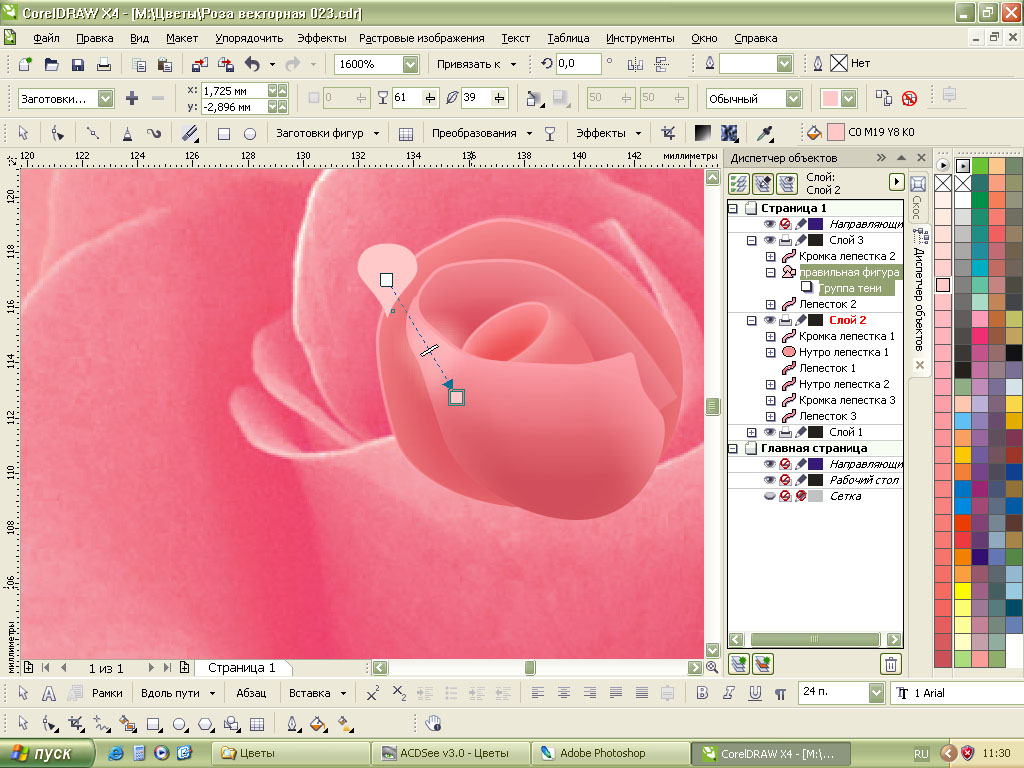 CorelDRAW X4 - [M:\Цветы\Роза векторная 023.cdr]
Файл Правка Вид Макет Упорядочить Эффекты Растровые изображения Текст Таблица Инструменты Окно Справка
1600% Привязать к 0,0 Нет
Заготовки... x: 1,725 mm y: -2,896 mm 0 61 39 50 50 Обычный
Заготовки фигур Преобразования Эффекты C0 M19 Y8 K0
120 122 124 126 128 130 132 134 136 138 140 142 миллиметры
120
118
116
114
112
110
108
106
миллиметры
Диспетчер объектов
Слой:
Слой 2
Страница 1
Направляющи
Слой 3
Кромка лепестка 2
правильная фигура
Группа тени
Лепесток 2
Слой 2
Кромка лепестка 1
Нутро лепестка 1
Лепесток 1
Нутро лепестка 2
Кромка лепестка 3
Лепесток 3
Слой 1
Главная страница
Направляющи
Рабочий стол
Сетка
Скос
Диспетчер объектов
1 из 1 Страница 1
Рамки Вдоль пути Абзац Вставка 24 п. 1 Arial
пуск Цветы ACDSee v3.0 - Цветы Adobe Photoshop CorelDRAW X4 - [M:\... RU 11:30